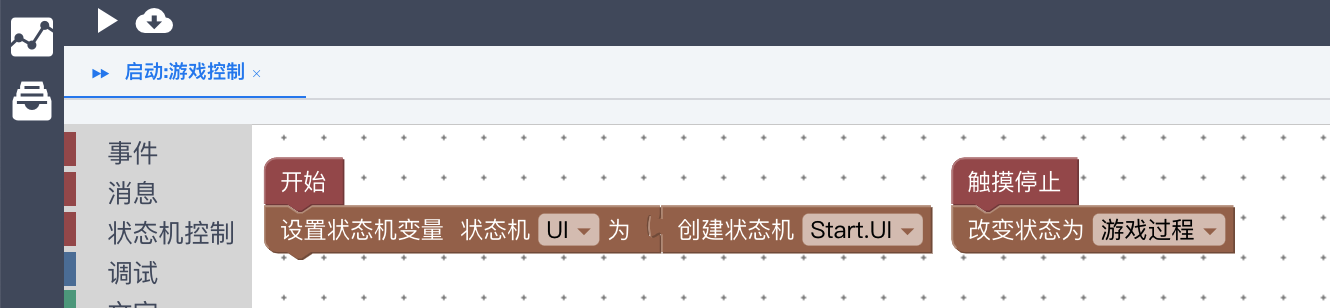 启动:游戏控制 ×
事件
消息
状态机控制
调试
文字
开始
设置状态机变量 状态机 UI 为 创建状态机 Start.UI
触摸停止
改变状态为 游戏过程